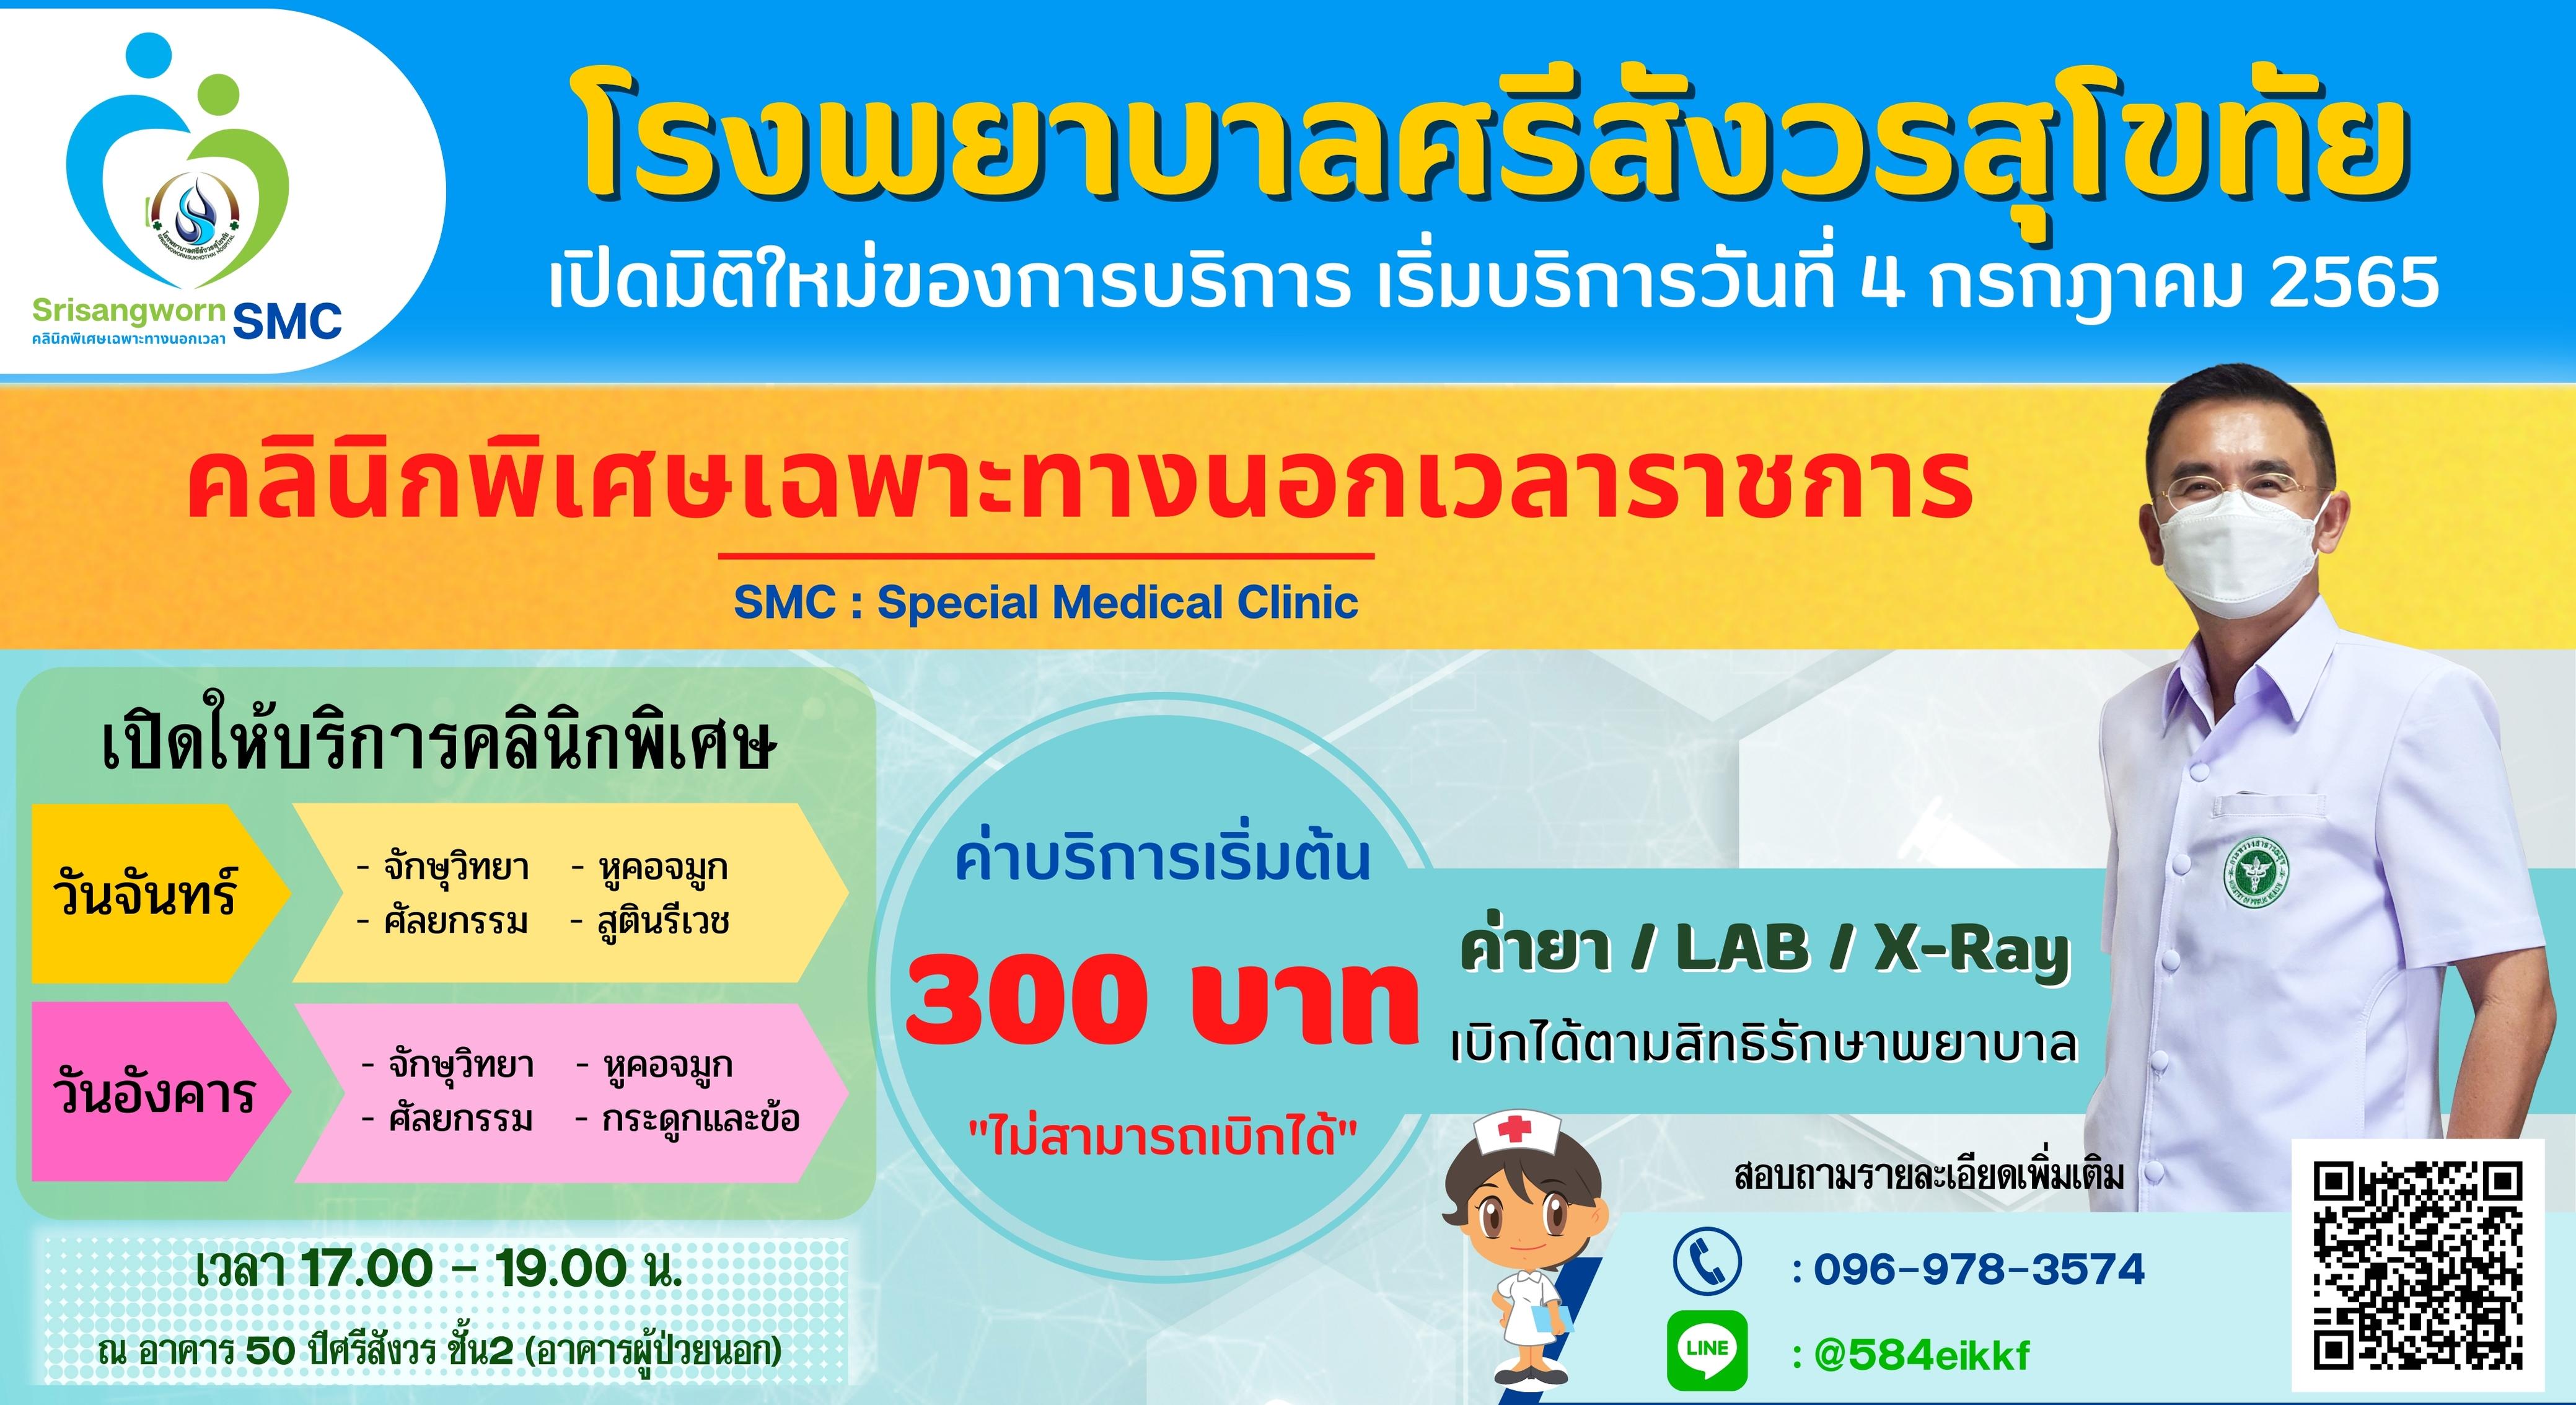 โรงพยาบาลศรีสังวรสุโขทัย
เปิดมิติใหม่ของการบริการ เริ่มบริการวันที่ 4 กรกฎาคม 2565
Srisangworn SMC
คลินิกพิเศษเฉพาะทางนอกเวลา
คลินิกพิเศษเฉพาะทางนอกเวลาราชการ
SMC : Special Medical Clinic
เปิดให้บริการคลินิกพิเศษ
วันจันทร์
- จักษุวิทยา - หูคอจมูก
- ศัลยกรรม - สูตินรีเวช
วันอังคาร
- จักษุวิทยา - หูคอจมูก
- ศัลยกรรม - กระดูกและข้อ
เวลา 17.00 - 19.00 น.
ณ อาคาร 50 ปีศรีสังวร ชั้น2 (อาคารผู้ป่วยนอก)
ค่าบริการเริ่มต้น
300 บาท
"ไม่สามารถเบิกได้"
ค่ายา / LAB / X-Ray
เบิกได้ตามสิทธิรักษาพยาบาล
สอบถามรายละเอียดเพิ่มเติม
: 096-978-3574
LINE : @584eikkf